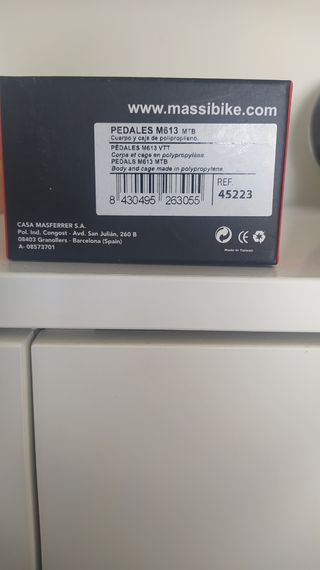 www.massibike.com
PEDALES M613 MTB
Cuerpo y caja de polipropileno.
PÉDALES M613 VTT
Corps et cage en polypropylène.
PEDALS M613 MTB
Body and cage made in polypropylene
8 430495 263055
REF.
45223
CASA MASFERRER S.A.
Pol. Ind. Congost - Avd. San Julián, 260 B
08403 Granollers - Barcelona (Spain)
A- 08573701
CE
Made in Taiwan